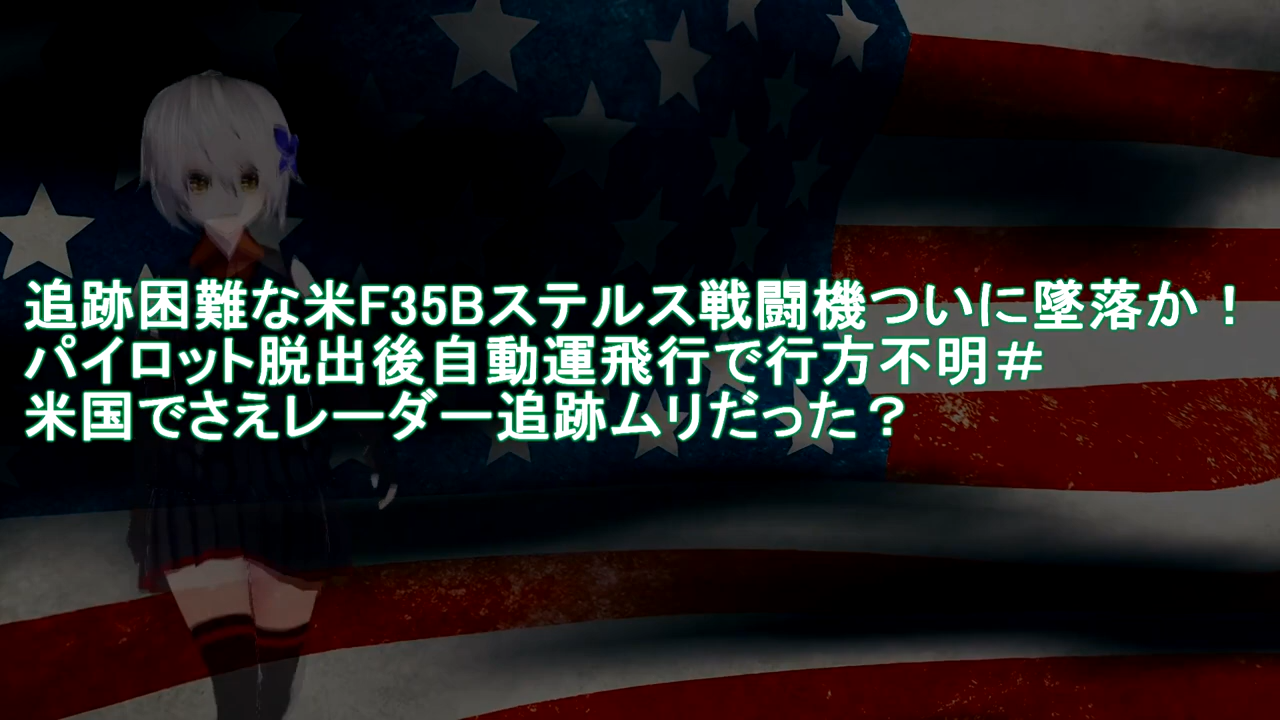 追跡困難な米F35Bステルス戦闘機ついに墜落か！
パイロット脱出後自動運飛行で行方不明＃
米国でさえレーダー追跡ムリだった？